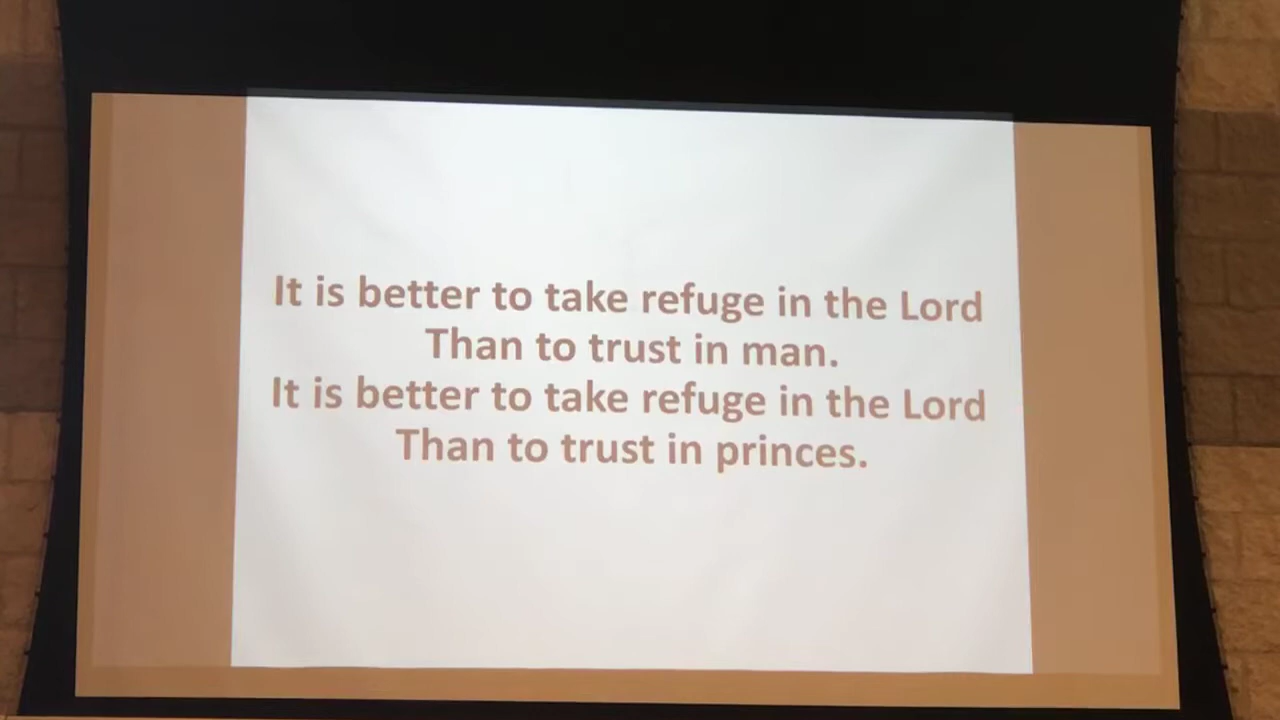 It is better to take refuge in the Lord
Than to trust in man.
It is better to take refuge in the Lord
Than to trust in princes.